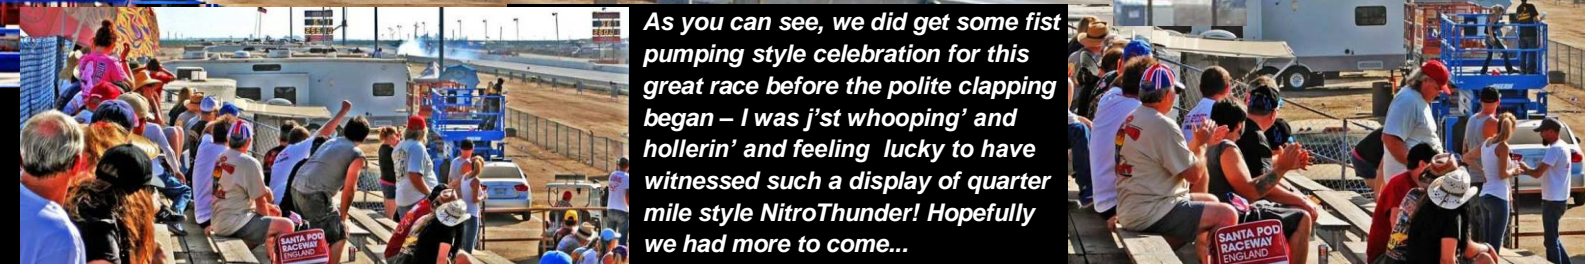 As you can see, we did get some fist
pumping style celebration for this
great race before the polite clapping
began – I was j’st whooping’ and
hollerin’ and feeling  lucky to have
witnessed such a display of quarter
mile style NitroThunder! Hopefully
we had more to come...
SANTA POD
RACEWAY
ENGLAND
SANTA POD
RACEWAY
ENGLAND